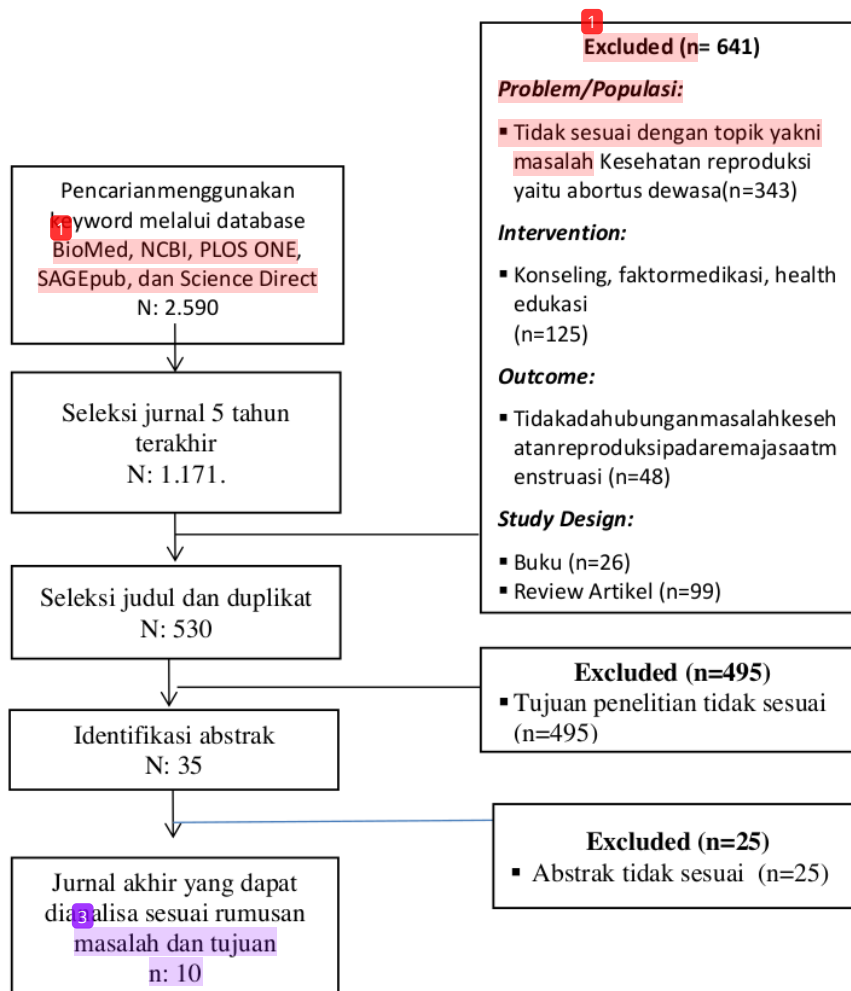 Pencarianmenggunakan
keyword melalui database
1
BioMed, NCBI, PLOS ONE,
SAGEpub, dan Science Direct
N: 2.590
Seleksi jurnal 5 tahun
terakhir
N: 1.171.
Seleksi judul dan duplikat
N: 530
Identifikasi abstrak
N: 35
Jurnal akhir yang dapat
dianalisa sesuai rumusan
3
masalah dan tujuan
n: 10
1
Excluded (n= 641)
Problem/Populasi:
▪ Tidak sesuai dengan topik yakni
masalah Kesehatan reproduksi
yaitu abortus dewasa(n=343)
Intervention:
▪ Konseling, faktormedikasi, health
edukasi
(n=125)
Outcome:
▪ Tidakadahubunganmasalahkeseh
atanreproduksipadaremajasaatm
enstruasi (n=48)
Study Design:
▪ Buku (n=26)
▪ Review Artikel (n=99)
Excluded (n=495)
▪ Tujuan penelitian tidak sesuai
(n=495)
Excluded (n=25)
▪ Abstrak tidak sesuai (n=25)